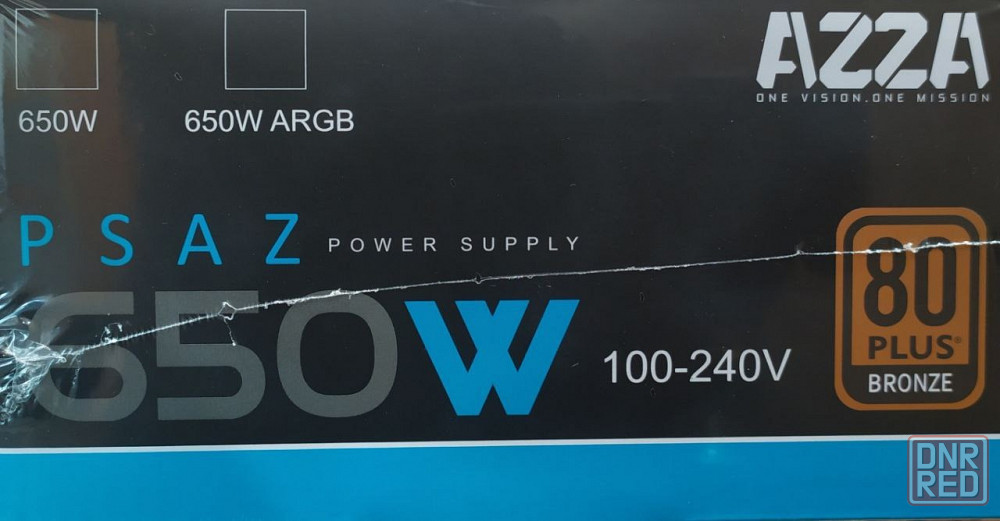 AZZA
ONE VISION.ONE MISSION
650W
650W ARGB
PSAZ POWER SUPPLY
650W
100-240V
80
PLUS®
BRONZE
DNR
RED